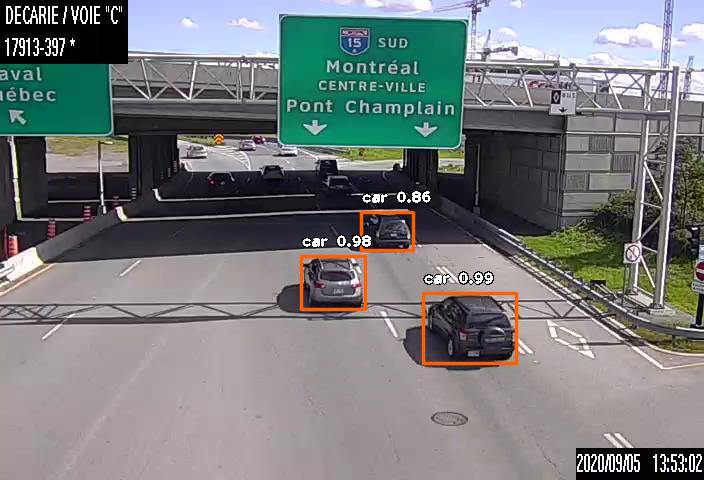 DECARIE / VOIE "C"
17913-397 *
aval
uébec
15 SUD
Montréal
CENTRE-VILLE
Pont Champlain
car 0.86
car 0.98
car 0.99
2020/09/05 13:53:02